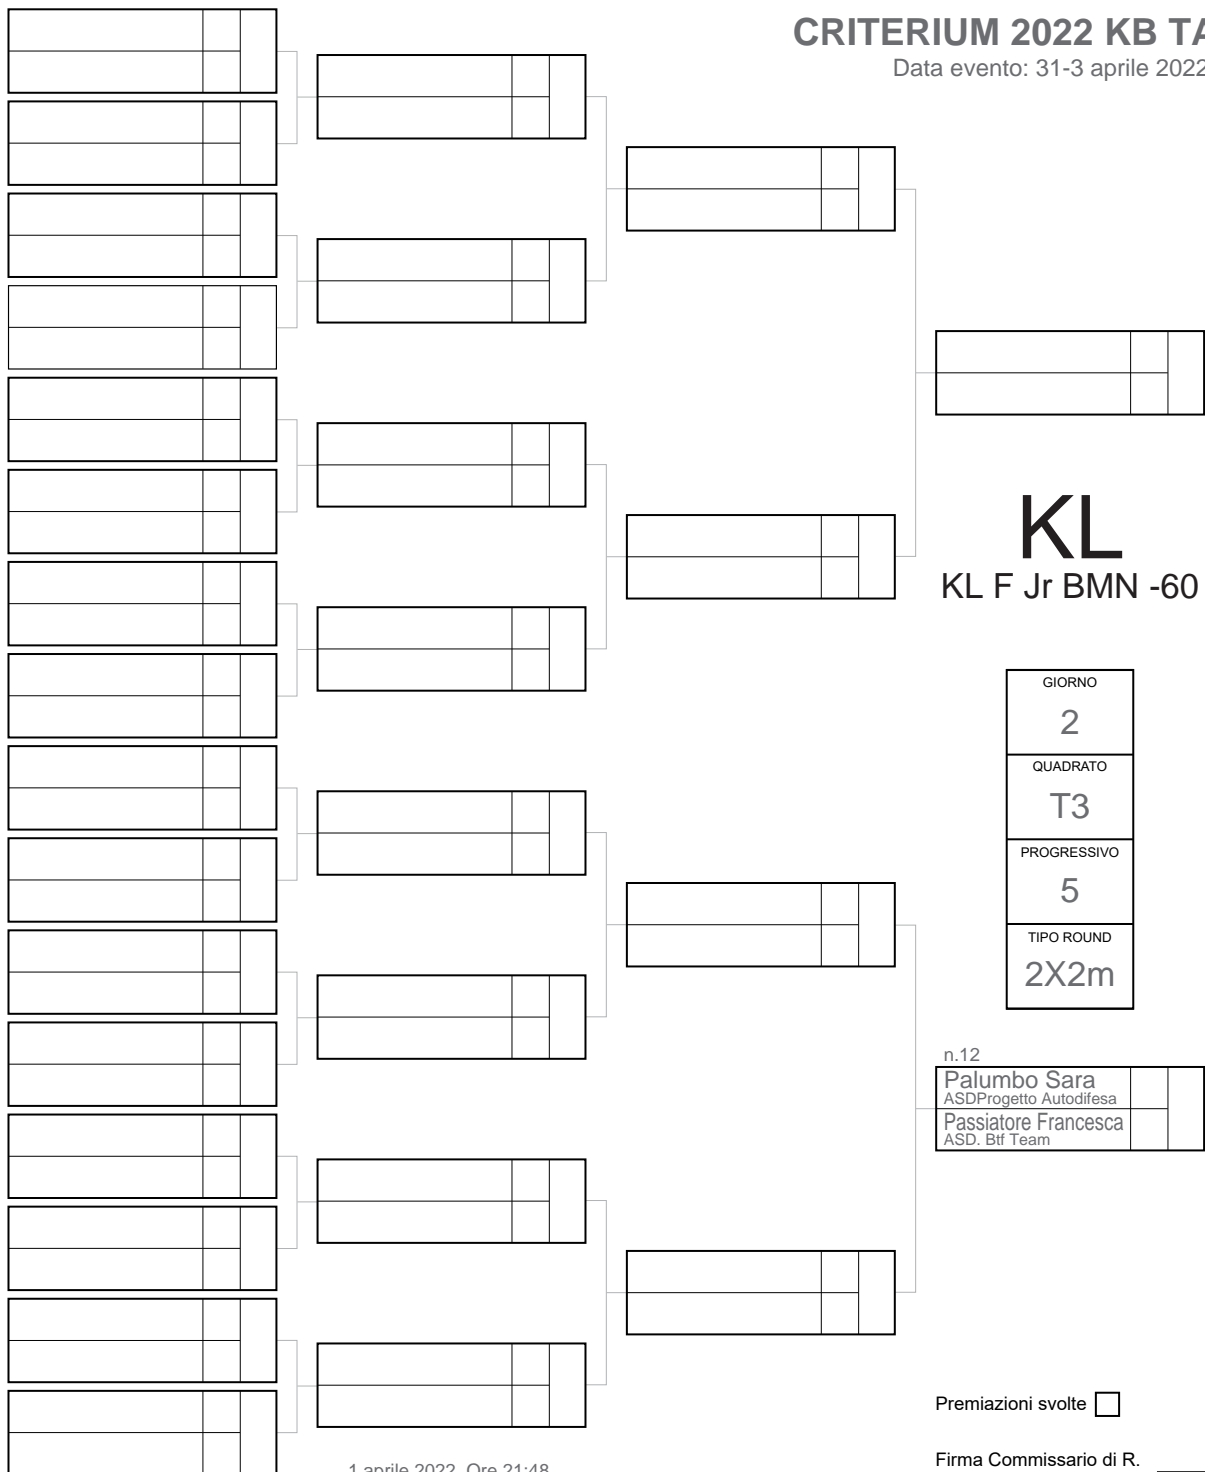 CRITERIUM 2022 KB TA
Data evento: 31-3 aprile 2022
KL
KL F Jr BMN -60
GIORNO
2
QUADRATO
T3
PROGRESSIVO
5
TIPO ROUND
2X2m
n.12
Palumbo Sara
ASDProgetto Autodifesa
Passiatore Francesca
ASD. Btf Team
Premiazioni svolte
Firma Commissario di R.
1 aprile 2022 Ore 21:48